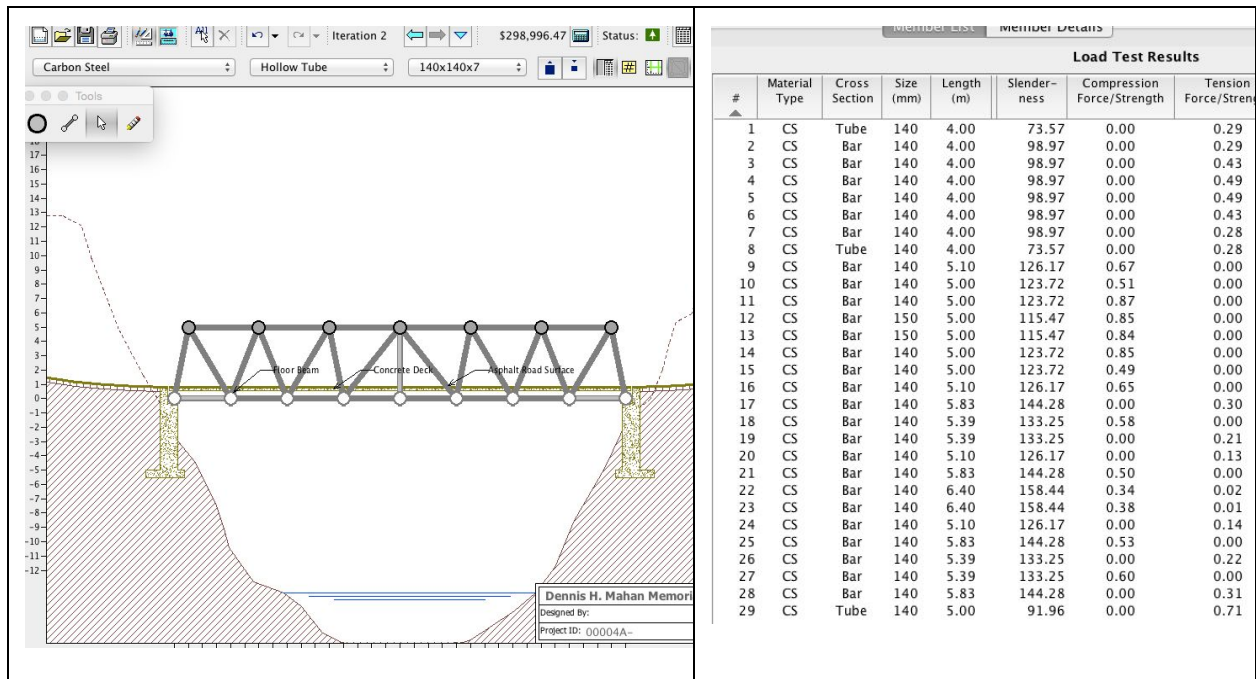 Iteration 2 $298,996.47 Status:
Carbon Steel Hollow Tube 140x140x7
Tools
17
16
15
14
13
12
11
10
9
8
7
6
5
4
3
2
1
0
-1
-2
-3
-4
-5
-6
-7
-8
-9
-10
-11
-12
Floor Beam Concrete Deck Asphalt Road Surface
Dennis H. Mahan Memori
Designed By:
Project ID: 00004A-
Member List Member Details
Load Test Results
# Material Type Cross Section Size (mm) Length (m) Slender-ness Compression Force/Strength Tension Force/Streng
1 CS Tube 140 4.00 73.57 0.00 0.29
2 CS Bar 140 4.00 98.97 0.00 0.29
3 CS Bar 140 4.00 98.97 0.00 0.43
4 CS Bar 140 4.00 98.97 0.00 0.49
5 CS Bar 140 4.00 98.97 0.00 0.49
6 CS Bar 140 4.00 98.97 0.00 0.43
7 CS Bar 140 4.00 98.97 0.00 0.28
8 CS Tube 140 4.00 73.57 0.00 0.28
9 CS Bar 140 5.10 126.17 0.67 0.00
10 CS Bar 140 5.00 123.72 0.51 0.00
11 CS Bar 140 5.00 123.72 0.87 0.00
12 CS Bar 150 5.00 115.47 0.85 0.00
13 CS Bar 150 5.00 115.47 0.84 0.00
14 CS Bar 140 5.00 123.72 0.85 0.00
15 CS Bar 140 5.00 123.72 0.49 0.00
16 CS Bar 140 5.10 126.17 0.65 0.00
17 CS Bar 140 5.83 144.28 0.00 0.30
18 CS Bar 140 5.39 133.25 0.58 0.00
19 CS Bar 140 5.39 133.25 0.00 0.21
20 CS Bar 140 5.10 126.17 0.00 0.13
21 CS Bar 140 5.83 144.28 0.50 0.00
22 CS Bar 140 6.40 158.44 0.34 0.02
23 CS Bar 140 6.40 158.44 0.38 0.01
24 CS Bar 140 5.10 126.17 0.00 0.14
25 CS Bar 140 5.83 144.28 0.53 0.00
26 CS Bar 140 5.39 133.25 0.00 0.22
27 CS Bar 140 5.39 133.25 0.60 0.00
28 CS Bar 140 5.83 144.28 0.00 0.31
29 CS Tube 140 5.00 91.96 0.00 0.71